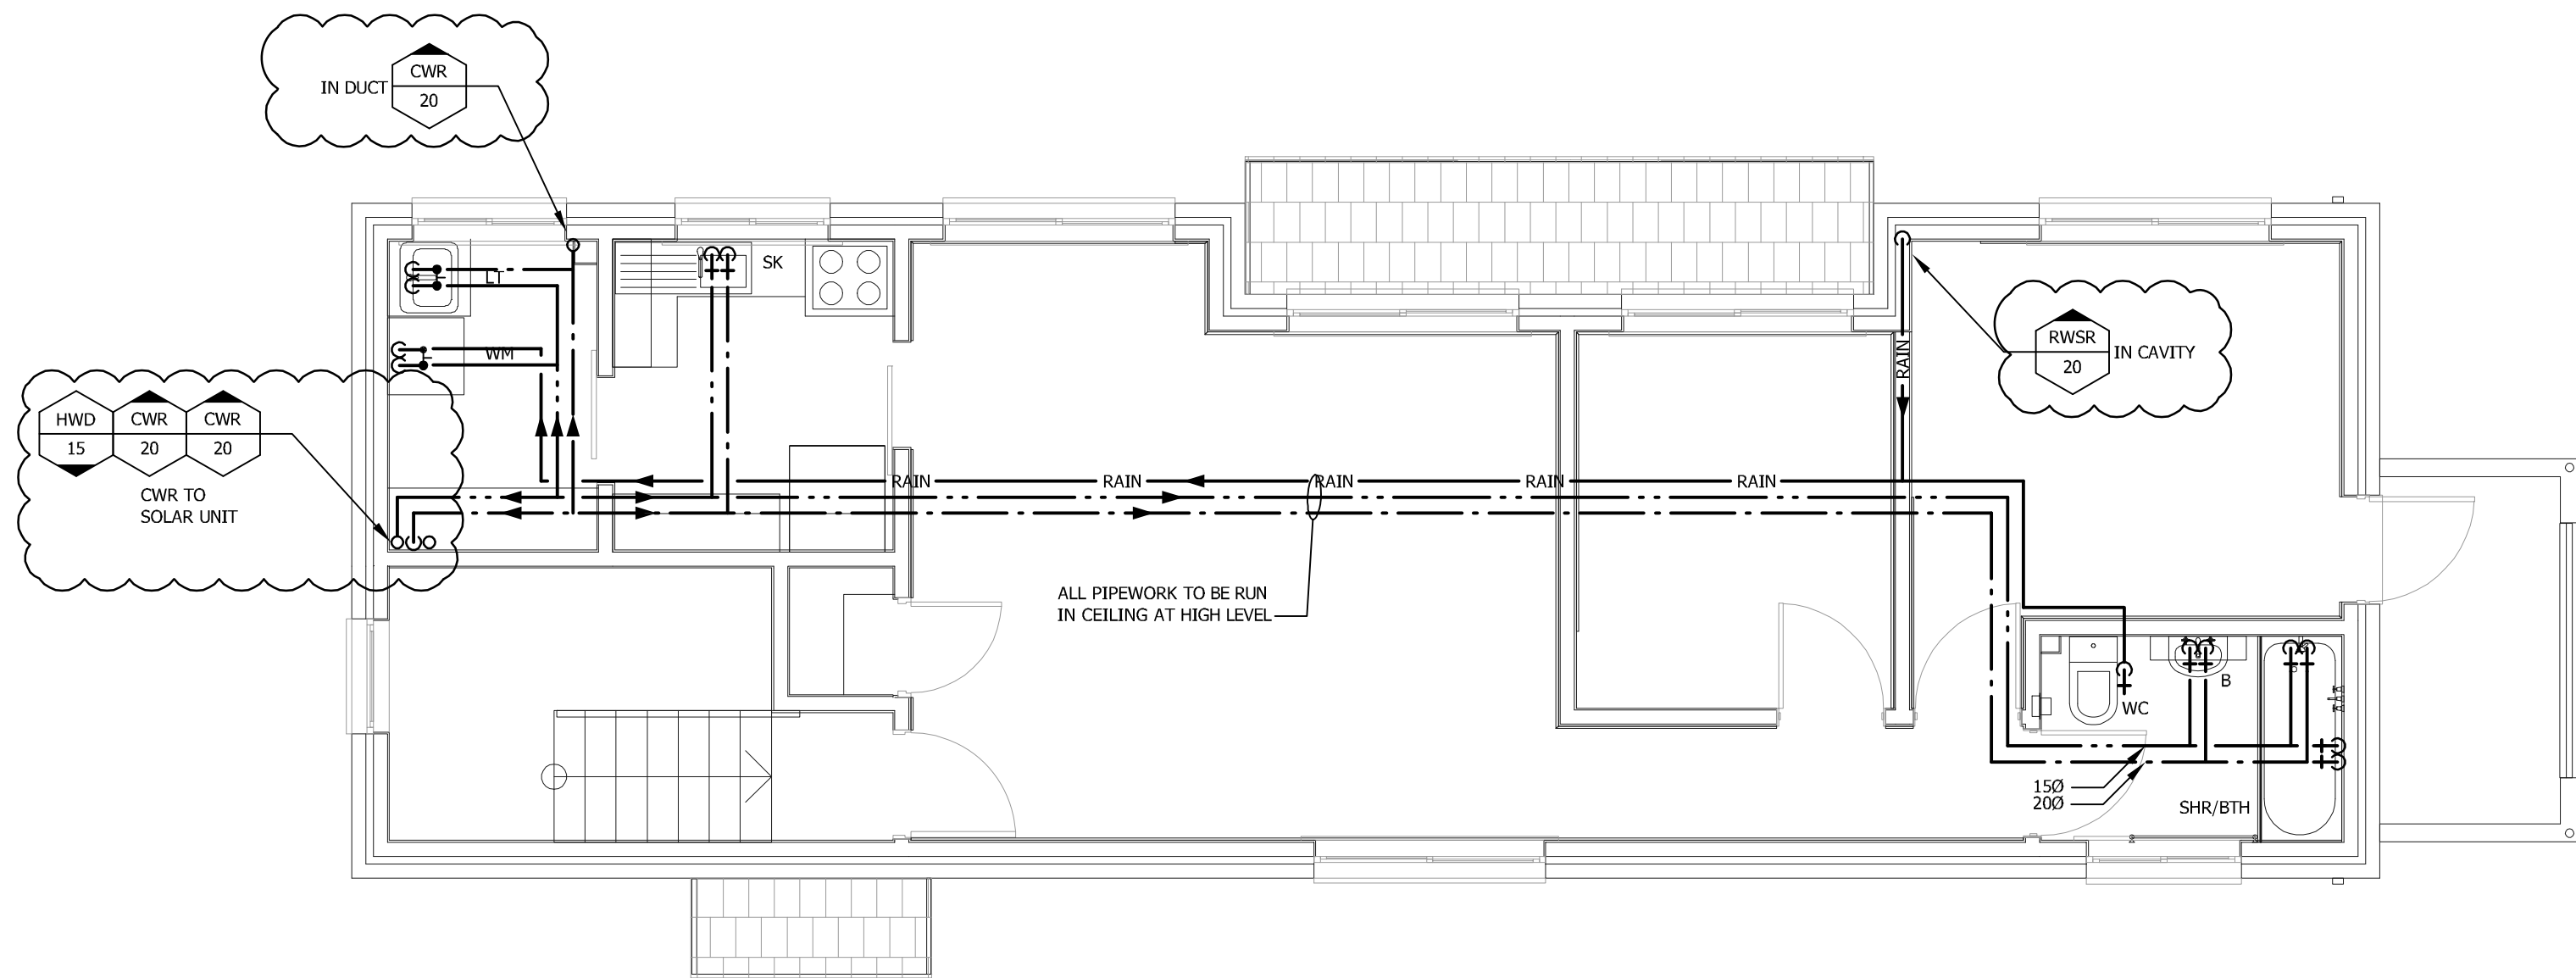 IN DUCT
CWR
20
LT
SK
WM
RWSR
20
IN CAVITY
RAIN
HWD
15
CWR
20
CWR
20
CWR TO
SOLAR UNIT
RAIN
RAIN
RAIN
RAIN
RAIN
ALL PIPEWORK TO BE RUN
IN CEILING AT HIGH LEVEL
B
WC
15Ø
20Ø
SHR/BTH